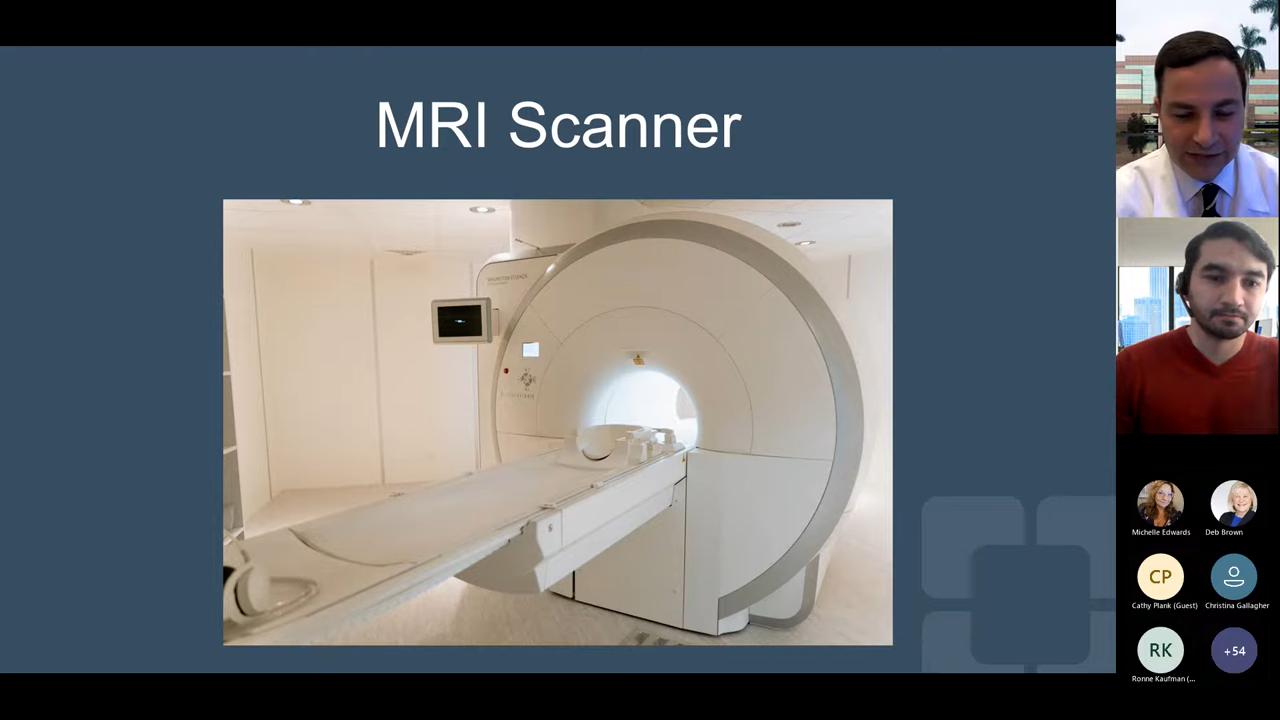 MRI Scanner
Michelle Edwards
Deb Brown
CP
Cathy Plank (Guest)
Christina Gallagher
RK
+54
Ronne Kaufman (...